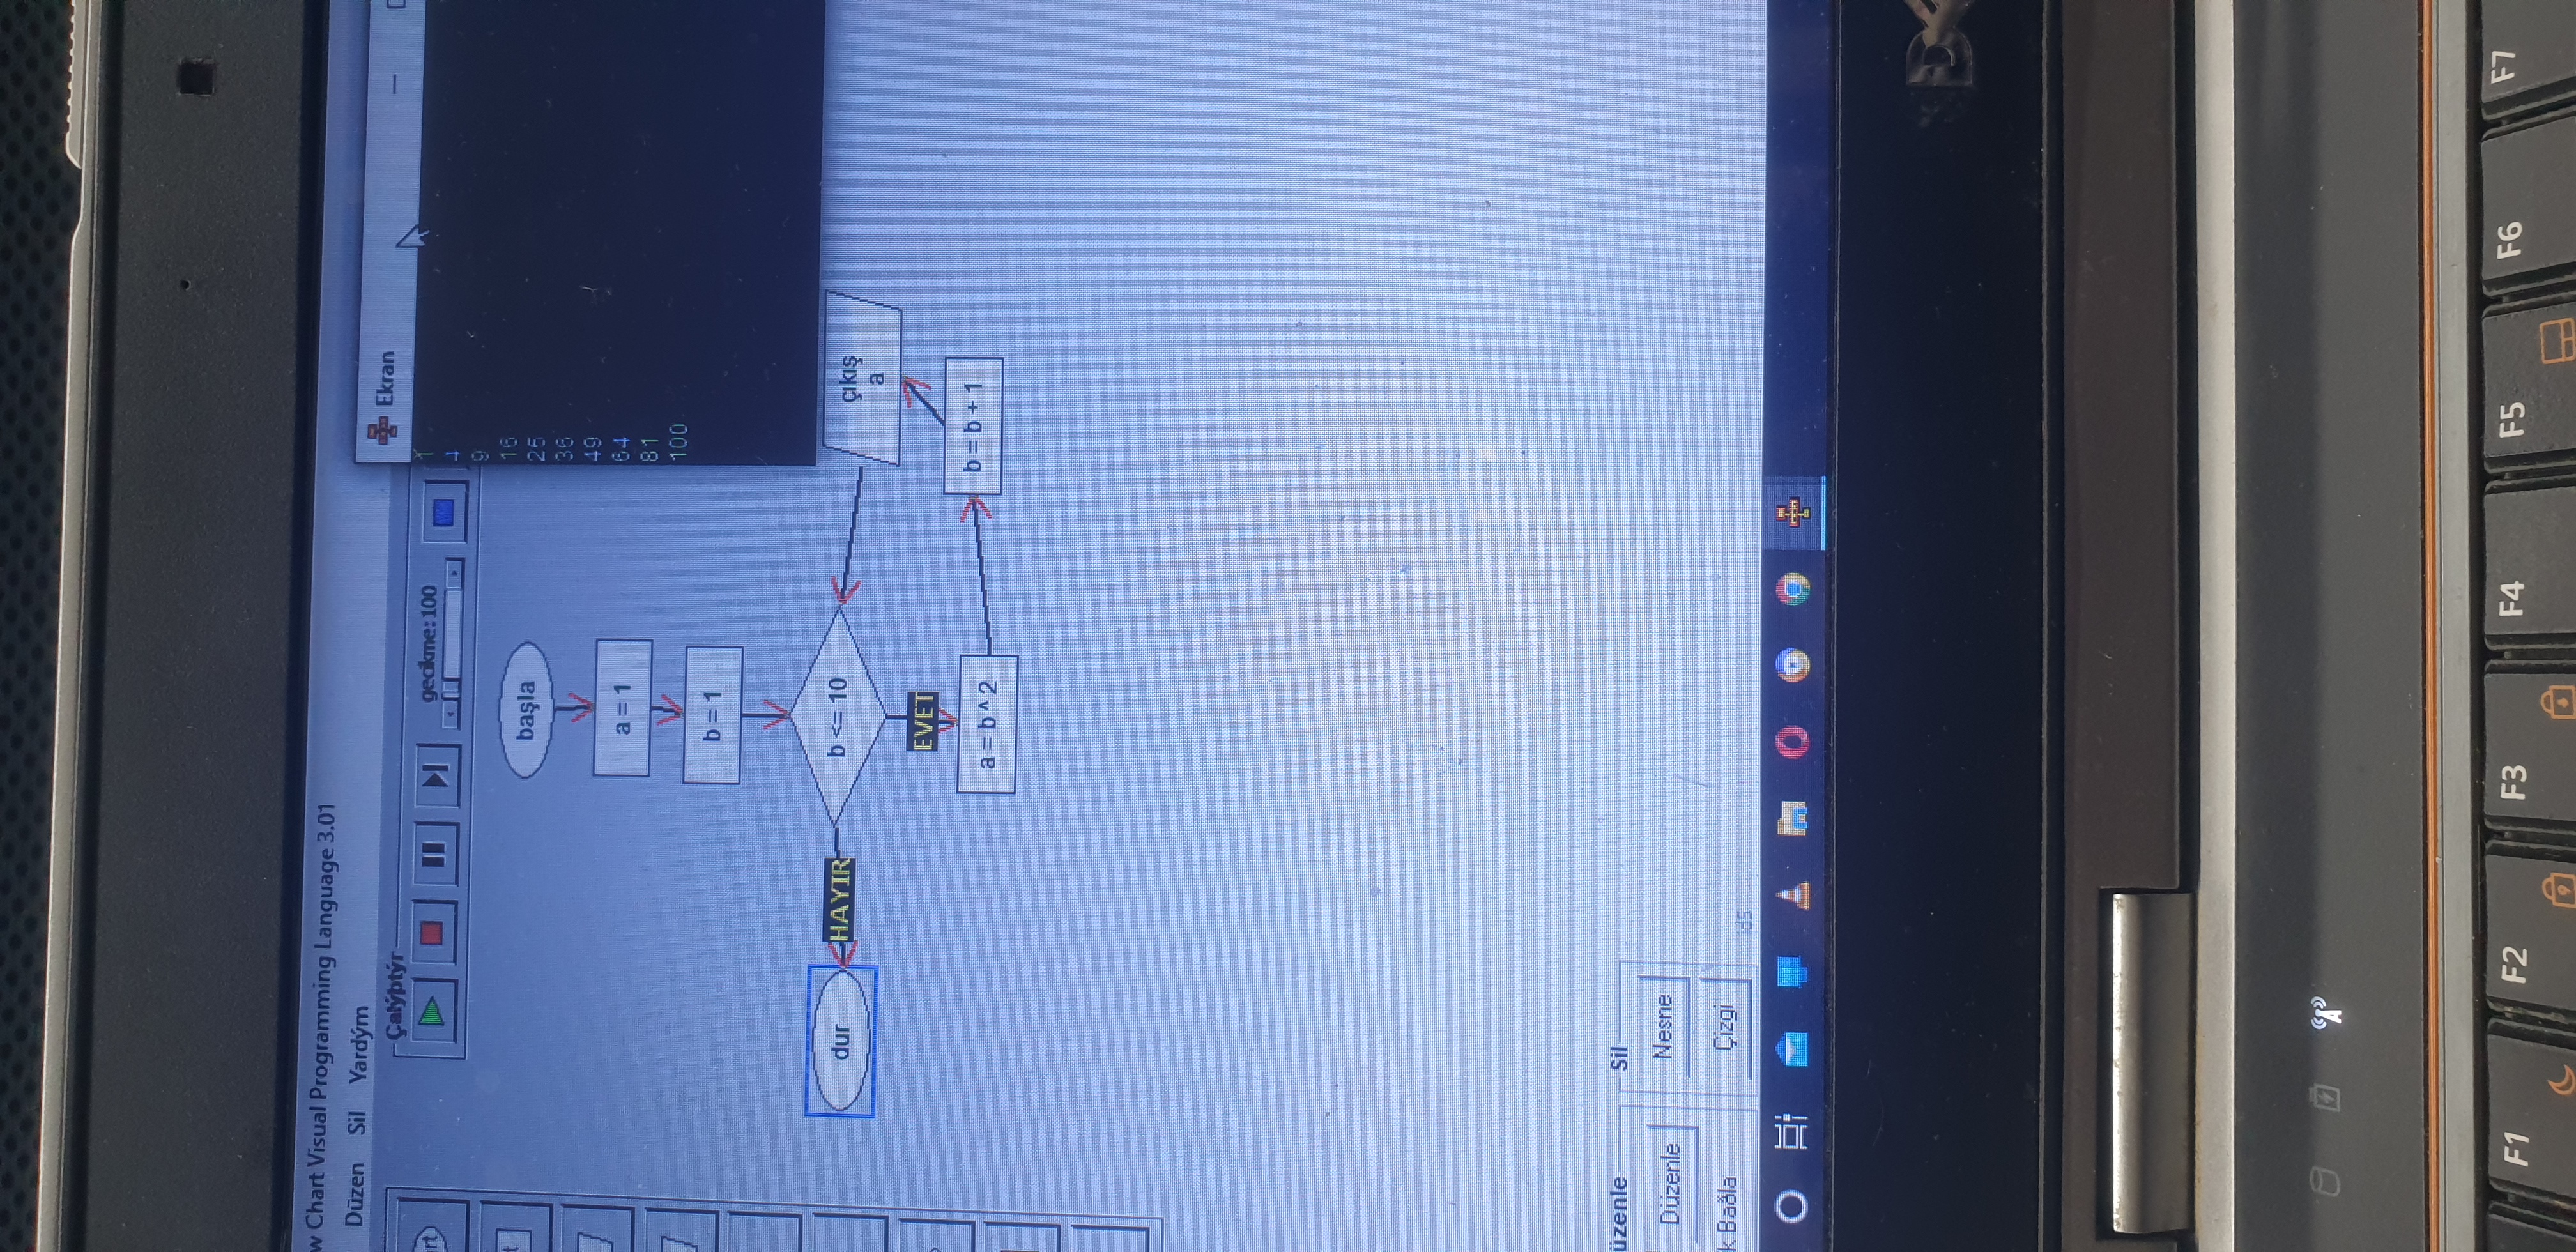 w Chart Visual Programming Language 3.01
Düzen Sil Yardým
Çalýþtýr
gecikme:100
rt
t
Ekran
1
4
9
16
25
36
49
64
81
100
başla
a = 1
b = 1
b <= 10
HAYIR
dur
EVET
a = b ^ 2
b = b + 1
çıkış
a
üzenle
Sil
Düzenle
Nesne
k Baðla
Çizgi
id5
F1
F2
F3
F4
F5
F6
F7